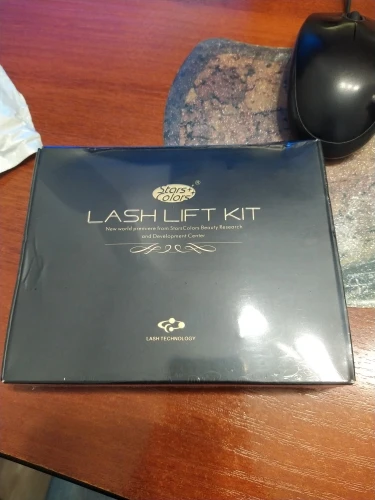 Stars
Colors
®
LASH LIFT KIT
New world premiere from StarsColors Beauty Research
and Development Center
LASH TECHNOLOGY